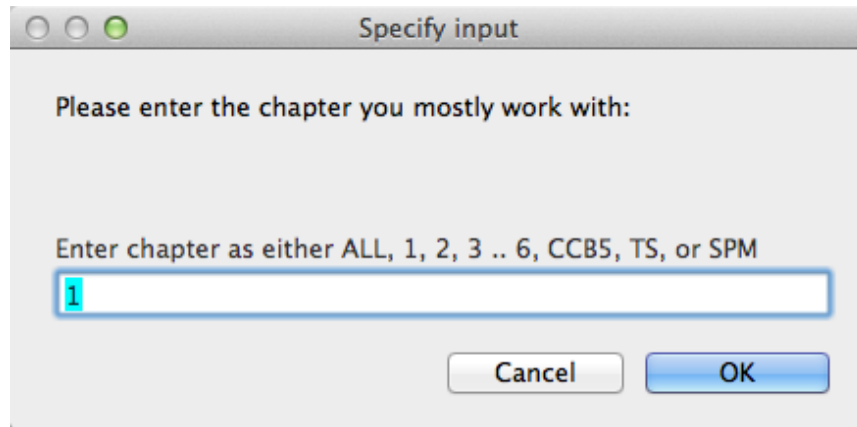 Specify input
Please enter the chapter you mostly work with:
Enter chapter as either ALL, 1, 2, 3 .. 6, CCB5, TS, or SPM
1
Cancel
OK